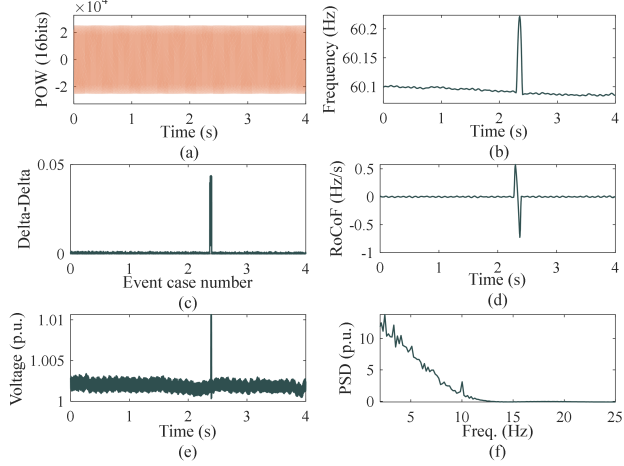 × 10⁴
POW (16bits)
2
0
-2
0 1 2 3 4
Time (s)
(a)
Frequency (Hz)
60.2
60.15
60.1
0 1 2 3 4
Time (s)
(b)
Delta-Delta
0.05
0
0 1 2 3 4
Event case number
(c)
RoCoF (Hz/s)
0.5
0
-0.5
-1
0 1 2 3 4
Time (s)
(d)
Voltage (p.u.)
1.01
1.005
1
0 1 2 3 4
Time (s)
(e)
PSD (p.u.)
10
5
0
5 10 15 20 25
Freq. (Hz)
(f)